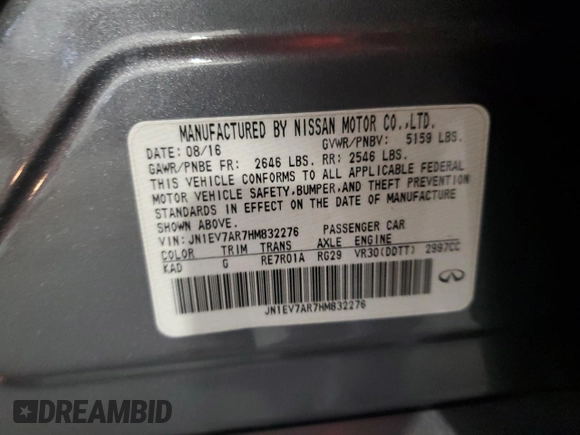 MANUFACTURED BY NISSAN MOTOR CO.,LTD.
DATE: 08/16 GVWR/PNBV: 5159 LBS.
GAWR/PNBE FR: 2646 LBS. RR: 2546 LBS.
THIS VEHICLE CONFORMS TO ALL APPLICABLE FEDERAL
MOTOR VEHICLE SAFETY,BUMPER,AND THEFT PREVENTION
STANDARDS IN EFFECT ON THE DATE OF MANUFACTURE
SHOWN ABOVE.
VIN: JN1EV7AR7HM832276 PASSENGER CAR
COLOR TRIM TRANS AXLE ENGINE
KAD G RE7R01A RG29 VR30(DDTT) 2997CC
JN1EV7AR7HM832276
DREAMBID